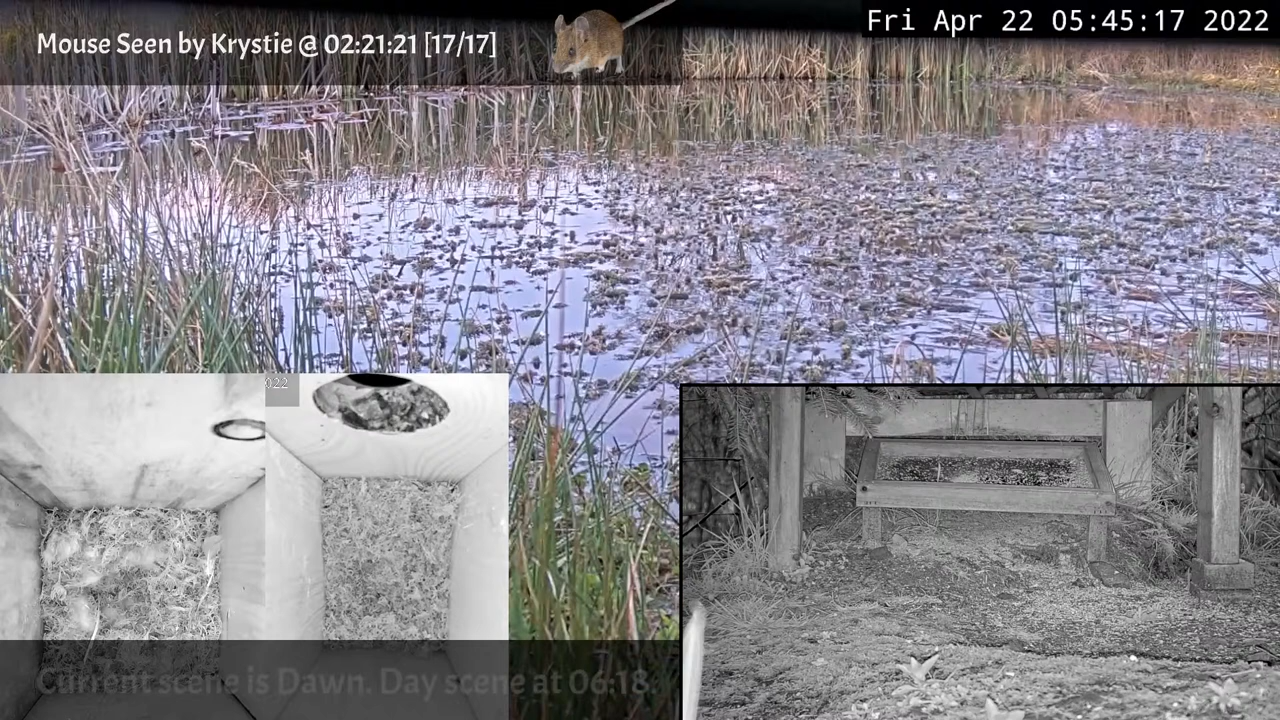 Mouse Seen by Krystie @ 02:21:21 [17/17]
Fri Apr 22 05:45:17 2022
022
Current scene is Dawn. Day scene at 06:18.